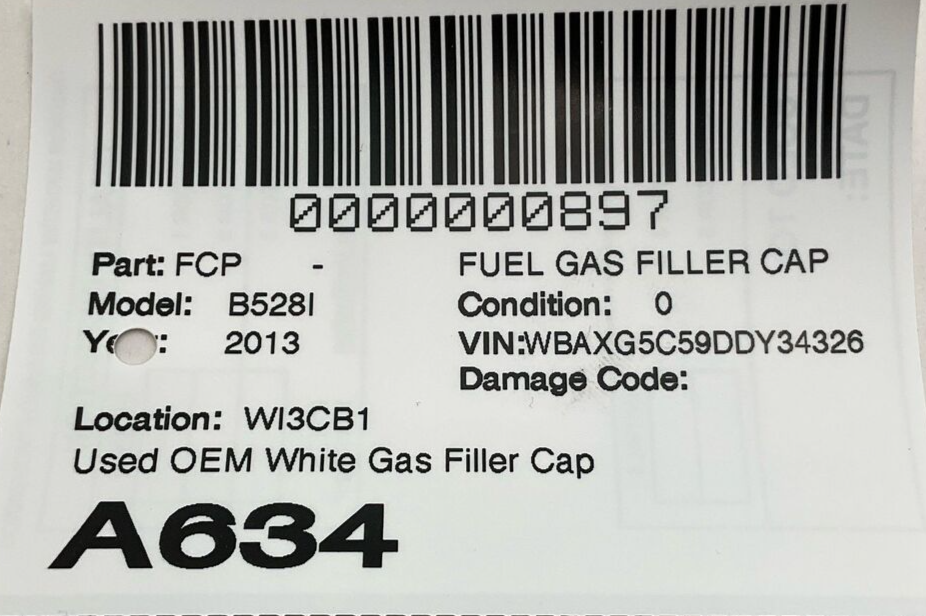 0000000897
Part: FCP - FUEL GAS FILLER CAP
Model: B528I Condition: 0
2013 VIN:WBAXG5C59DDY34326
Damage Code:
Location: WI3CB1
Used OEM White Gas Filler Cap
A634